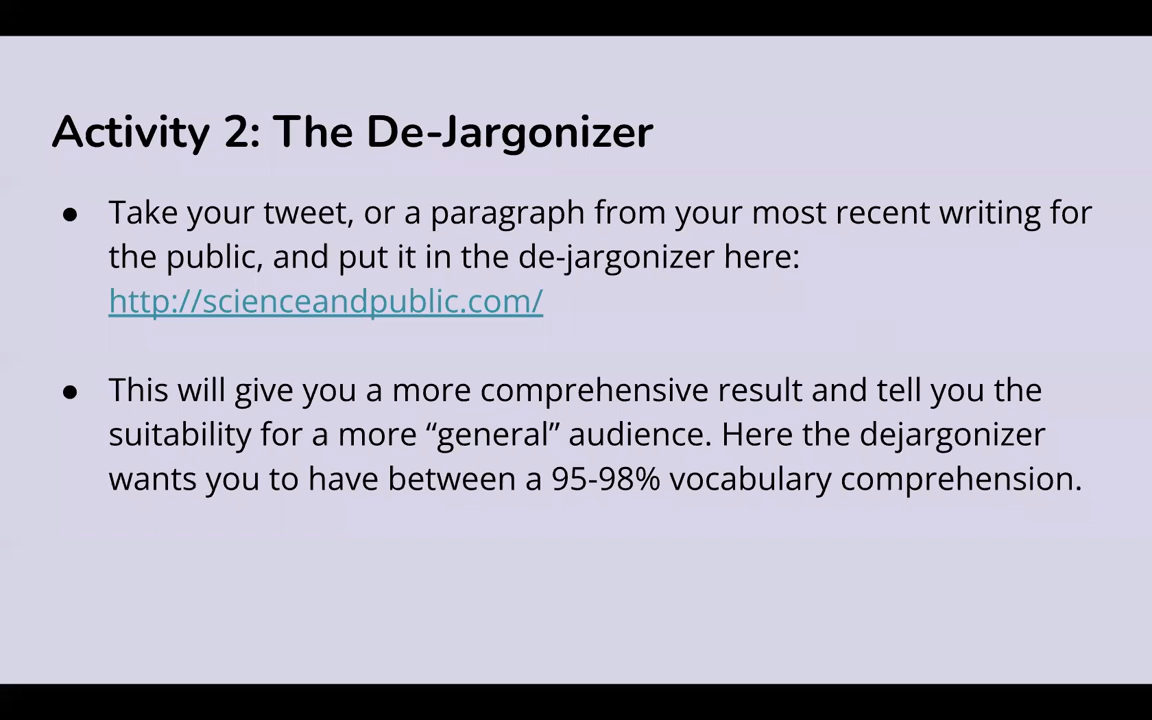 Activity 2: The De-Jargonizer
● Take your tweet, or a paragraph from your most recent writing for
the public, and put it in the de-jargonizer here:
http://scienceandpublic.com/
● This will give you a more comprehensive result and tell you the
suitability for a more “general” audience. Here the dejargonizer
wants you to have between a 95-98% vocabulary comprehension.